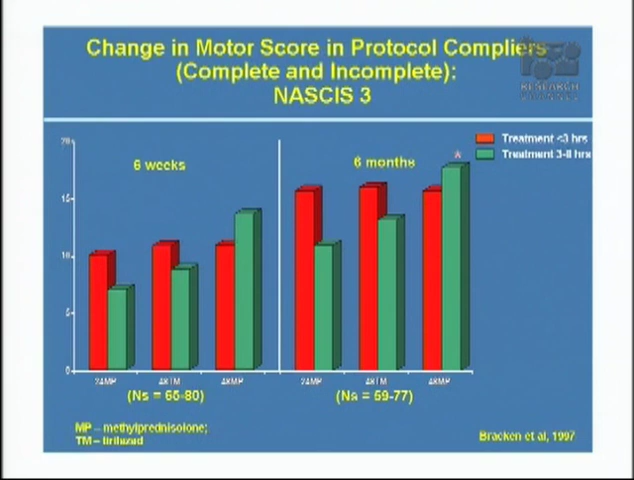 Change in Motor Score in Protocol Compliers
(Complete and Incomplete):
NASCIS 3
RESEARCH
20
6 weeks
6 months
*
Treatment <3 hrs
Treatment 3-8 hrs
15
10
5
0
24MP
48TM
48MP
24MP
48TM
48MP
(Ns = 66-80)
(Ns = 59-77)
MP – methylprednisolone;
TM – tirilazad
Bracken et al, 1997